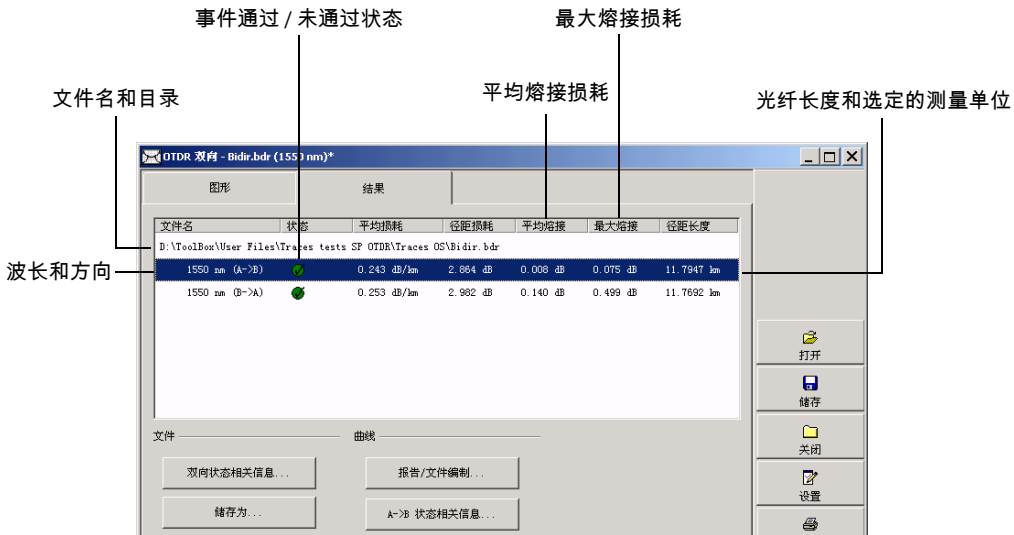 事件通过 / 未通过状态
最大熔接损耗
文件名和目录
平均熔接损耗
光纤长度和选定的测量单位
OTDR 双向 - Bidir.bdr (1550 nm)*
图形 结果
文件名 状态 平均损耗 径距损耗 平均熔接 最大熔接 径距长度
D:\ToolBox\User Files\Traces tests SP OTDR\Traces OS\Bidir.bdr
波长和方向
1550 nm (A->B) 0.243 dB/km 2.864 dB 0.008 dB 0.075 dB 11.7947 km
1550 nm (B->A) 0.253 dB/km 2.982 dB 0.140 dB 0.499 dB 11.7692 km
打开
储存
关闭
设置
文件 曲线
双向状态相关信息... 报告/文件编制...
储存为... A->B 状态相关信息...